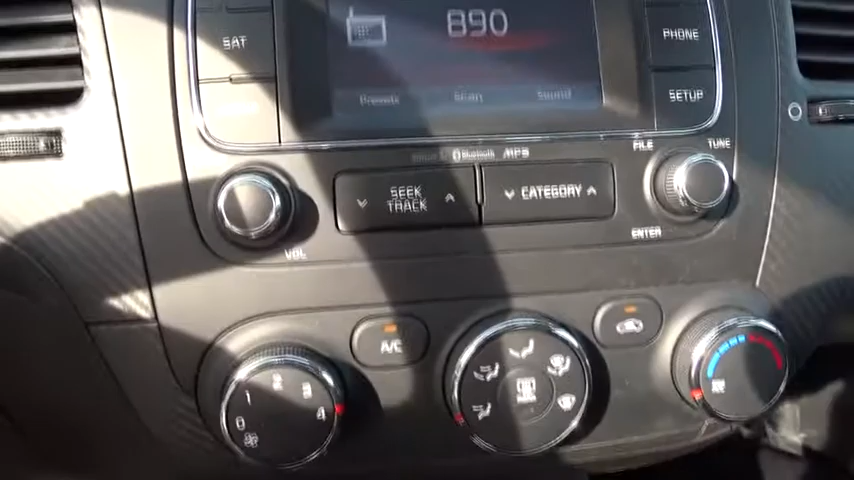 SAT
890
PHONE
SETUP
Presets
Scan
Sound
Bluetooth MP3
FILE
TUNE
SEEK
TRACK
CATEGORY
ENTER
VOL
A/C
0 1 2 3 4